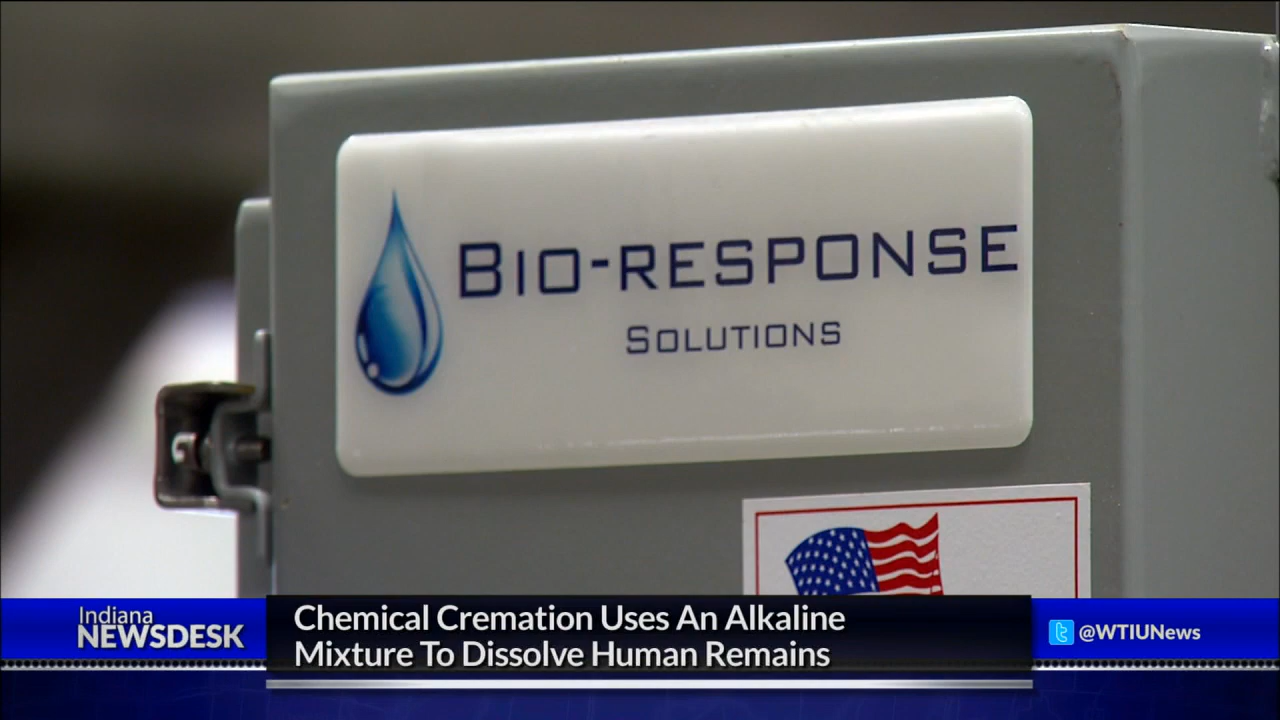 BIO-RESPONSE
SOLUTIONS
Indiana
NEWSDESK
Chemical Cremation Uses An Alkaline
Mixture To Dissolve Human Remains
@WTIUNews